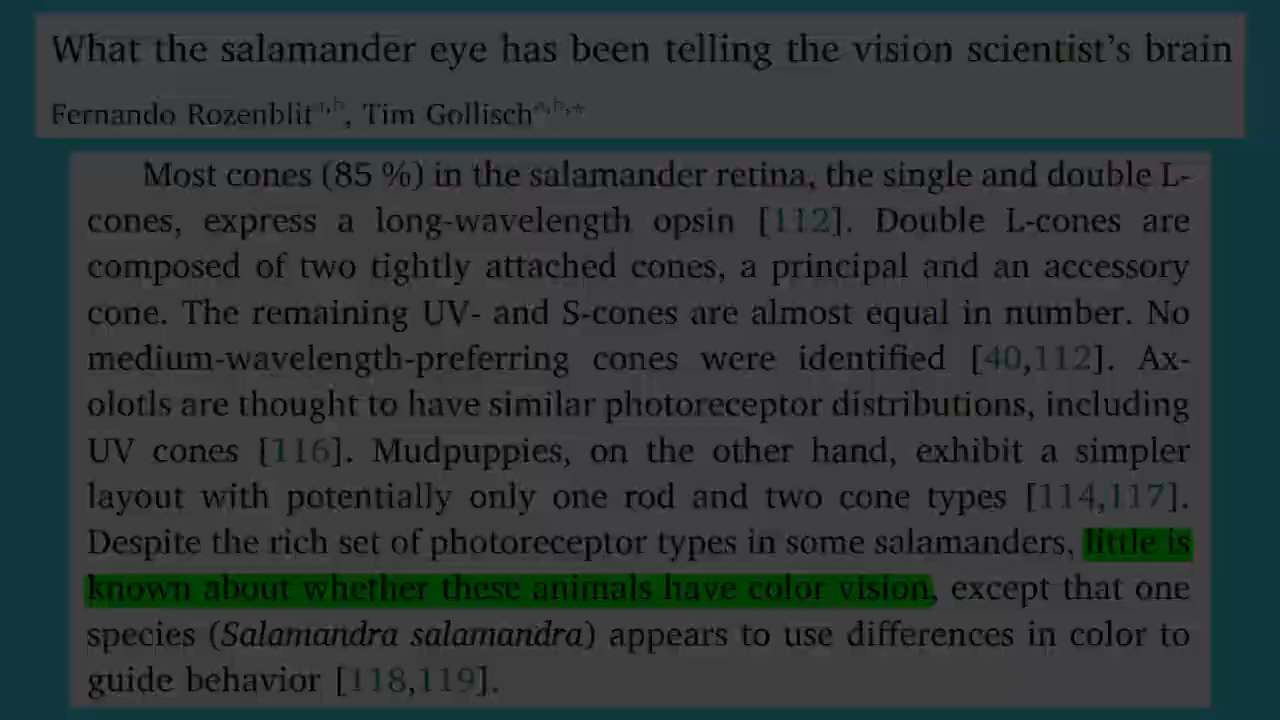 What the salamander eye has been telling the vision scientist's brain
Fernando Rozenblit a,b, Tim Gollisch a,b,*
Most cones (85 %) in the salamander retina, the single and double L-
cones, express a long-wavelength opsin [112]. Double L-cones are
composed of two tightly attached cones, a principal and an accessory
cone. The remaining UV- and S-cones are almost equal in number. No
medium-wavelength-preferring cones were identified [40,112]. Ax-
olotls are thought to have similar photoreceptor distributions, including
UV cones [116]. Mudpuppies, on the other hand, exhibit a simpler
layout with potentially only one rod and two cone types [114,117].
Despite the rich set of photoreceptor types in some salamanders, little is
known about whether these animals have color vision, except that one
species (Salamandra salamandra) appears to use differences in color to
guide behavior [118,119].